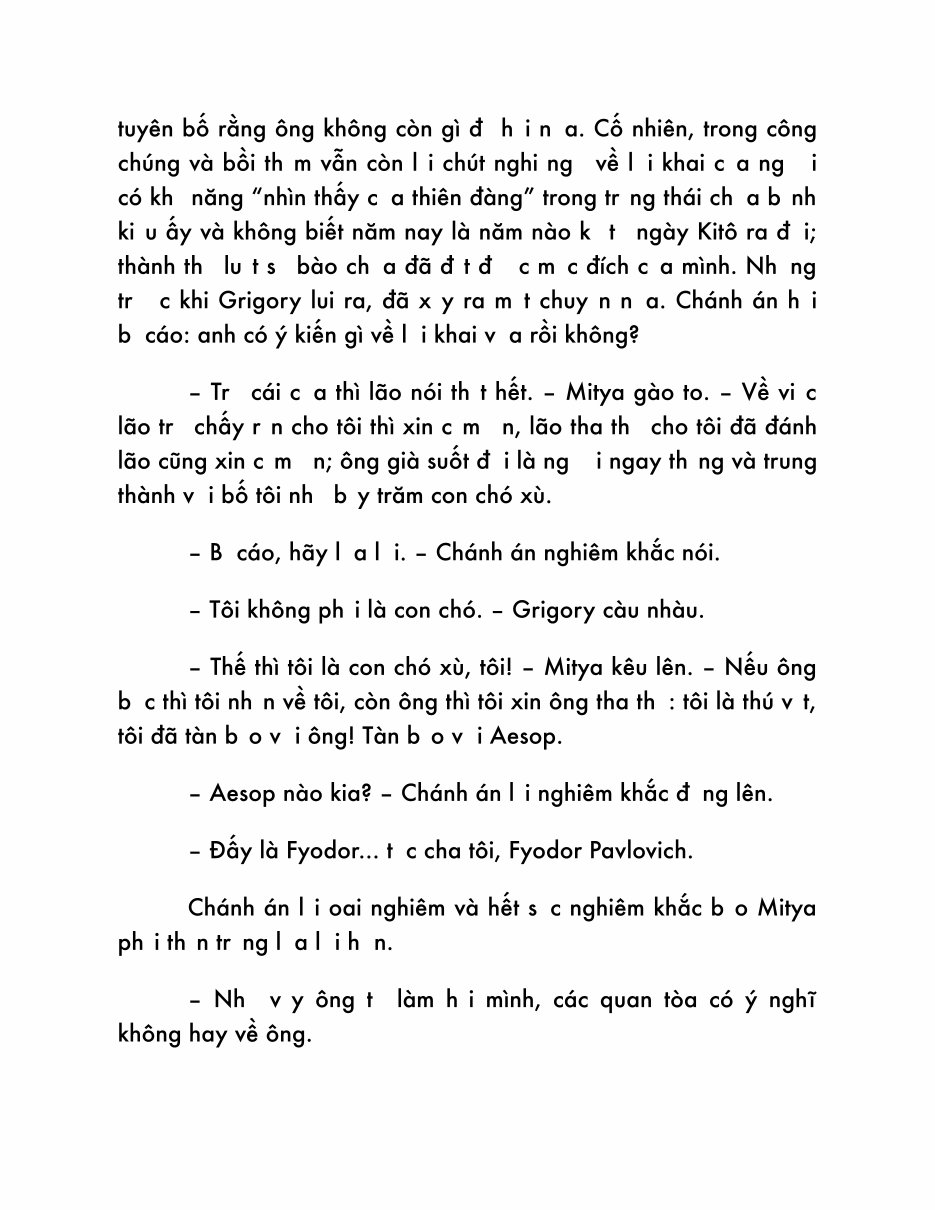 tuyên bố rằng ông không còn gì đ h i n a. Cố nhiên, trong công
chúng và bồi th m vẫn còn l i chút nghi ng về l i khai c a ng i
có kh năng “nhìn thấy c a thiên đàng” trong tr ng thái ch a b nh
ki u ấy và không biết năm nay là năm nào k t ngày Kitô ra đ i;
thành th lu t s bào ch a đã đ t đ c m c đích c a mình. Nh ng
tr c khi Grigory lui ra, đã x y ra m t chuy n n a. Chánh án h i
b cáo: anh có ý kiến gì về l i khai v a rồi không?
– Tr cái c a thì lão nói th t hết. – Mitya gào to. – Về vi c
lão tr chấy r n cho tôi thì xin c m n, lão tha th cho tôi đã đánh
lão cũng xin c m n; ông già suốt đ i là ng i ngay th ng và trung
thành v i bố tôi nh b y trăm con chó xù.
– B cáo, hãy l a l i. – Chánh án nghiêm khắc nói.
– Tôi không ph i là con chó. – Grigory càu nhàu.
– Thế thì tôi là con chó xù, tôi! – Mitya kêu lên. – Nếu ông
b c thì tôi nh n về tôi, còn ông thì tôi xin ông tha th : tôi là thú v t,
tôi đã tàn b o v i ông! Tàn b o v i Aesop.
– Aesop nào kia? – Chánh án l i nghiêm khắc đ ng lên.
– Đấy là Fyodor... t c cha tôi, Fyodor Pavlovich.
Chánh án l i oai nghiêm và hết s c nghiêm khắc b o Mitya
ph i th n tr ng l a l i h n.
– Nh v y ông t làm h i mình, các quan tòa có ý nghĩ
không hay về ông.